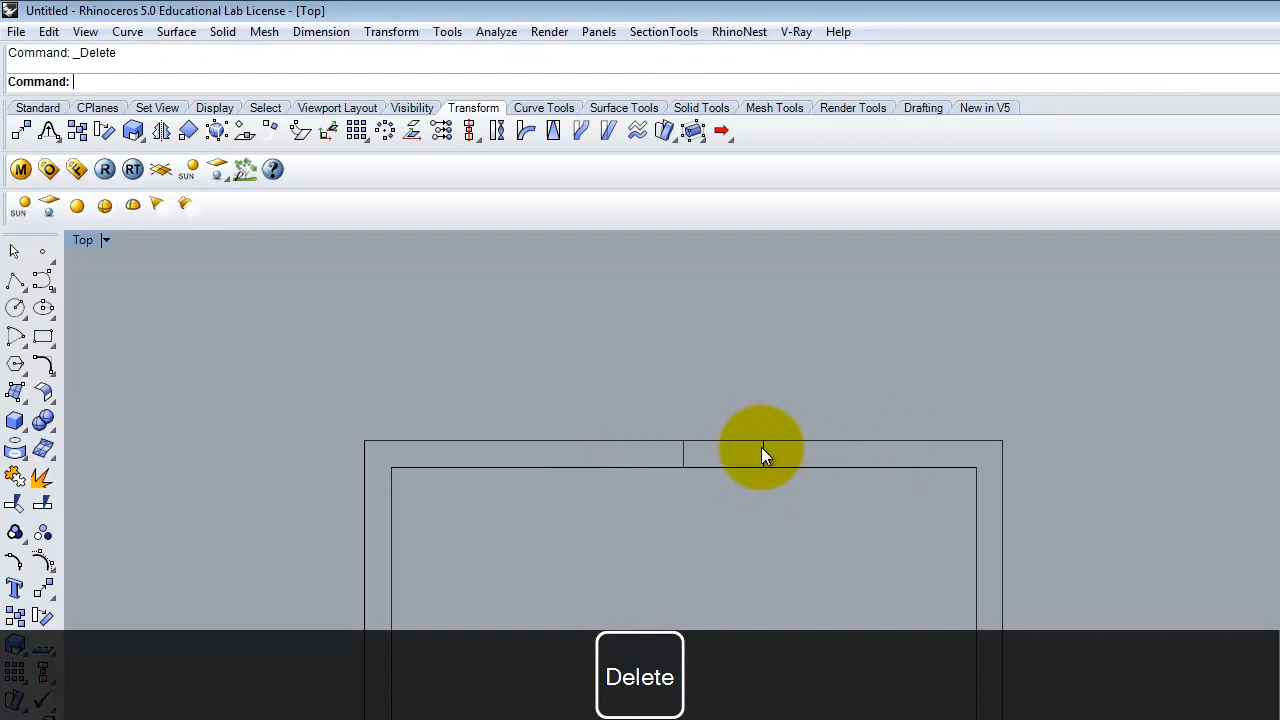 Untitled - Rhinoceros 5.0 Educational Lab License - [Top]
File Edit View Curve Surface Solid Mesh Dimension Transform Tools Analyze Render Panels SectionTools RhinoNest V-Ray Help
Command: _Delete
Command:
Standard CPlanes Set View Display Select Viewport Layout Visibility Transform Curve Tools Surface Tools Solid Tools Mesh Tools Render Tools Drafting New in V5
M O F R RT SUN ?
SUN
Top
T
Delete